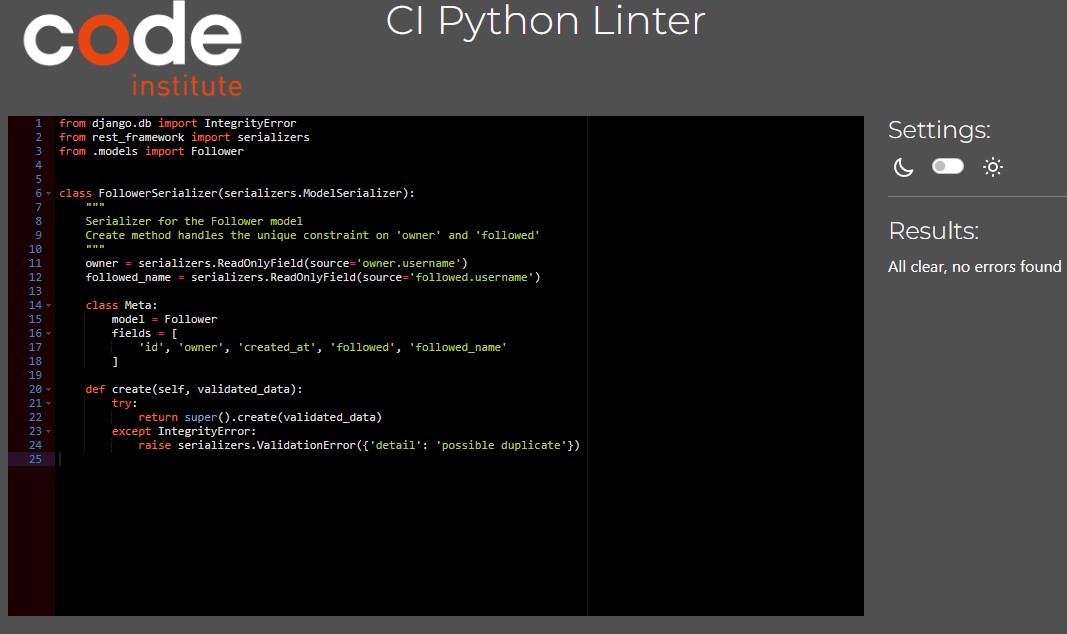 code
institute
CI Python Linter
1 from django.db import IntegrityError
2 from rest_framework import serializers
3 from .models import Follower
4
5
6 class FollowerSerializer(serializers.ModelSerializer):
7     """
8     Serializer for the Follower model
9     Create method handles the unique constraint on 'owner' and 'followed'
10     """
11     owner = serializers.ReadOnlyField(source='owner.username')
12     followed_name = serializers.ReadOnlyField(source='followed.username')
13
14     class Meta:
15         model = Follower
16         fields = [
17             'id', 'owner', 'created_at', 'followed', 'followed_name'
18         ]
19
20     def create(self, validated_data):
21         try:
22             return super().create(validated_data)
23         except IntegrityError:
24             raise serializers.ValidationError({'detail': 'possible duplicate'})
25
Settings:
Results:
All clear, no errors found